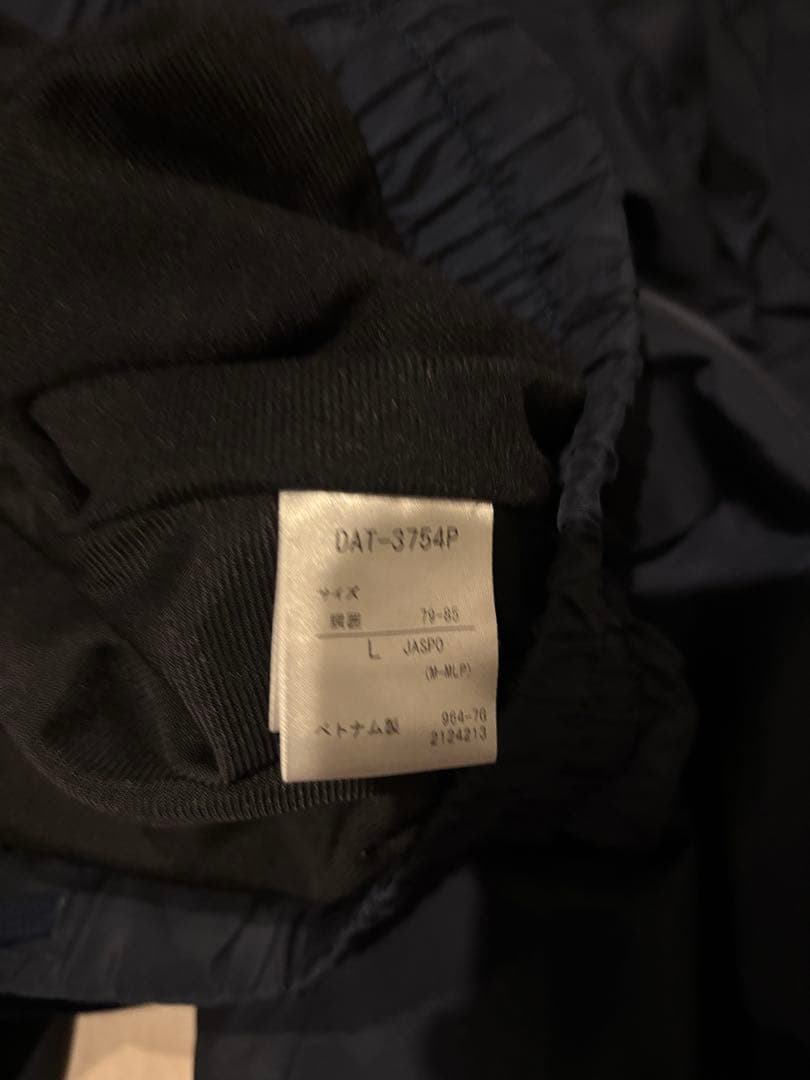 DAT-3754P
サイズ
胴囲 79-85
L JASPO
(M-MLP)
964-70
ベトナム製 2124213